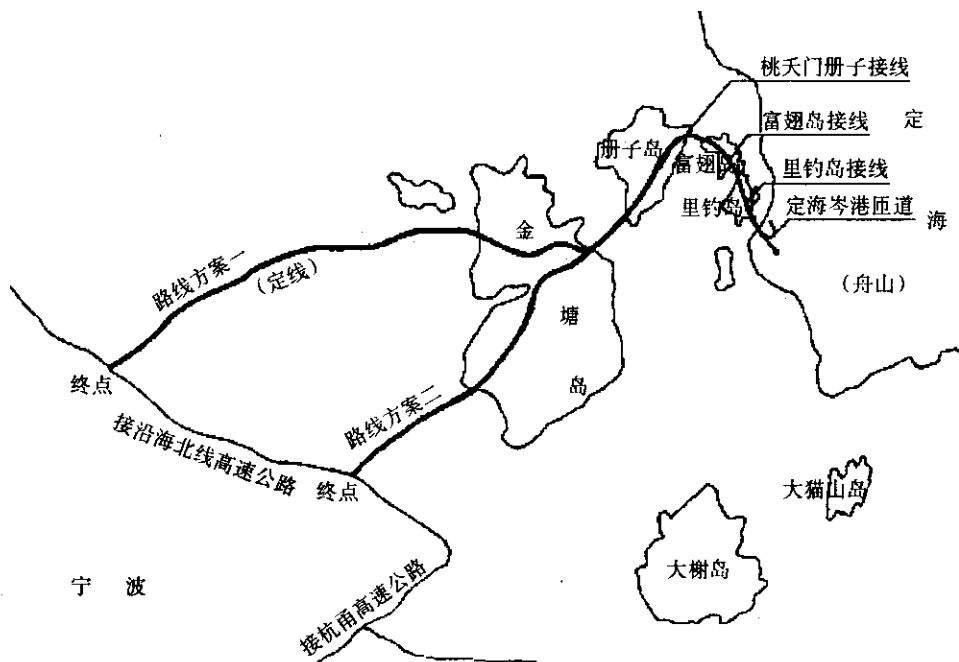 桃夭门册子接线
富翅岛接线
定
册子岛
富翅岛
里钓岛接线
里钓岛
定海岑港匝道
海
金
(舟山)
路线方案一
(定线)
塘
岛
终点
路线方案二
接沿海北线高速公路
终点
大猫山岛
大榭岛
宁波
接杭甬高速公路